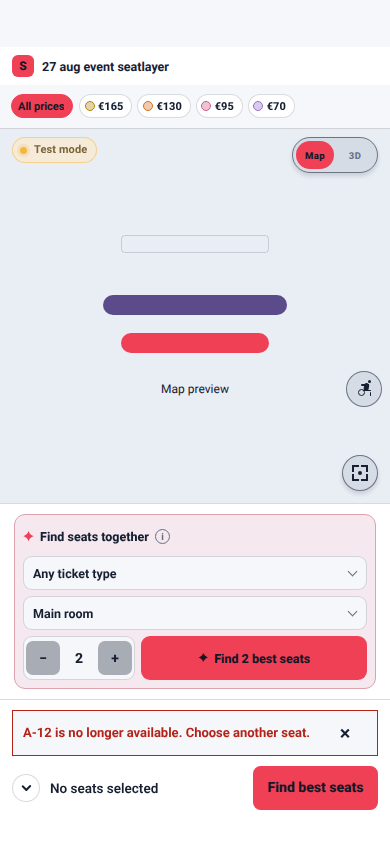 S 27 aug event seatlayer
All prices €165 €130 €95 €70
Test mode
Map 3D
Map preview
Find seats together i
Any ticket type
Main room
− 2 + Find 2 best seats
A-12 is no longer available. Choose another seat. ×
No seats selected Find best seats